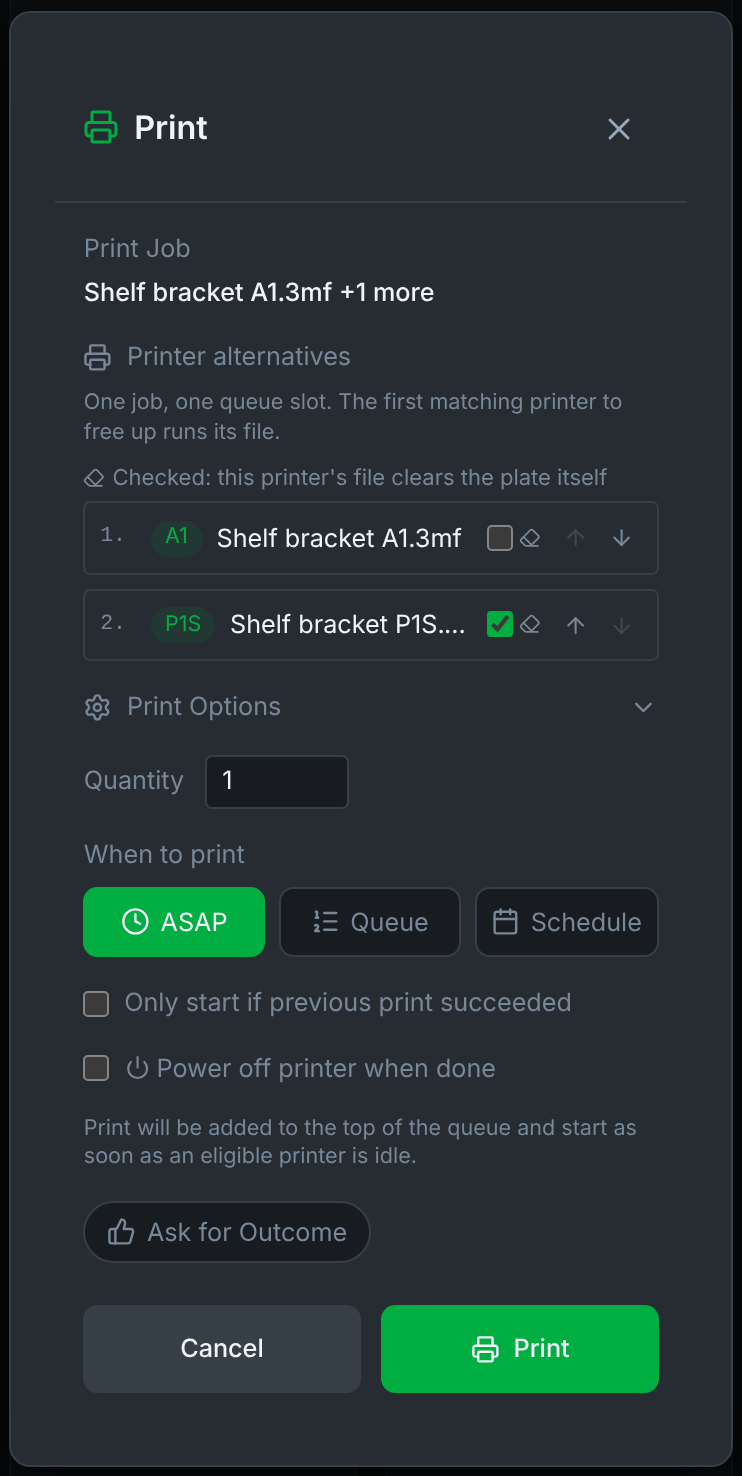 Print
Print Job
Shelf bracket A1.3mf +1 more
Printer alternatives
One job, one queue slot. The first matching printer to
free up runs its file.
Checked: this printer's file clears the plate itself
1. A1 Shelf bracket A1.3mf
2. P1S Shelf bracket P1S....
Print Options
Quantity 1
When to print
ASAP Queue Schedule
Only start if previous print succeeded
Power off printer when done
Print will be added to the top of the queue and start as
soon as an eligible printer is idle.
Ask for Outcome
Cancel Print